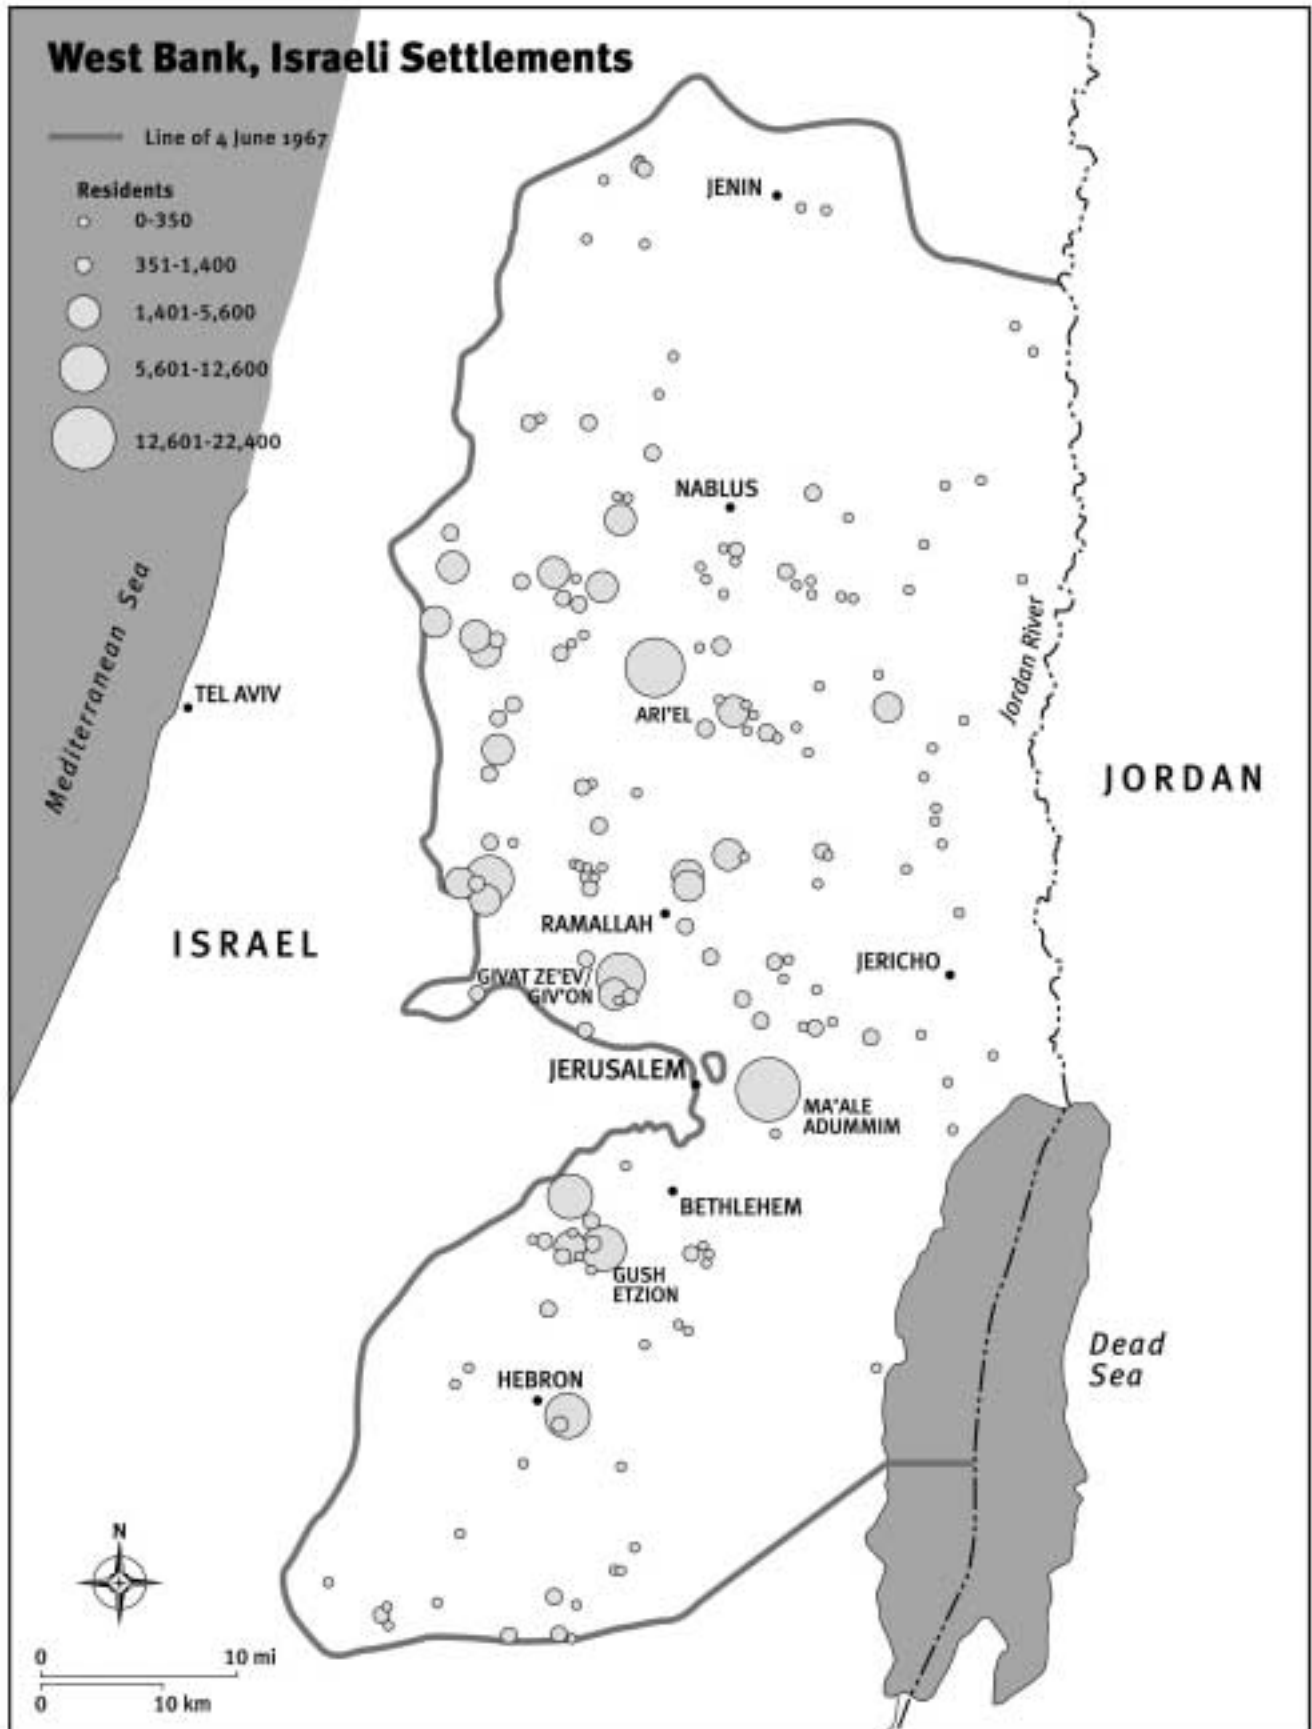 West Bank, Israeli Settlements
Line of 4 June 1967
Residents
0-350
351-1,400
1,401-5,600
5,601-12,600
12,601-22,400
JENIN
NABLUS
Mediterranean Sea
Jordan River
TEL AVIV
ARI'EL
JORDAN
ISRAEL
RAMALLAH
JERICHO
GIVAT ZE'EV/
GIV'ON
JERUSALEM
MA'ALE
ADUMMIM
BETHLEHEM
GUSH
ETZION
Dead
Sea
HEBRON
N
0 10 mi
0 10 km